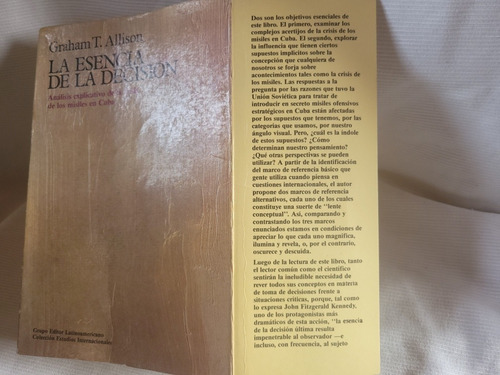 Graham T. Allison
LA ESENCIA
DE LA DECISIÓN
Análisis explicativo de
de los misiles en Cuba
Grupo Editor Latinoamericano
Colección Estudios Internacionales
Dos son los objetivos esenciales de
este libro. El primero, examinar los
complejos acertijos de la crisis de los
misiles en Cuba. El segundo, explorar
la influencia que tienen ciertos
supuestos implícitos sobre la
concepción que cualquiera de
nosotros se forja sobre
acontecimientos tales como la crisis de
los misiles. Las respuestas a la
pregunta por las razones que tuvo la
Unión Soviética para tratar de
introducir en secreto misiles ofensivos
estratégicos en Cuba están afectadas
por los supuestos que tenemos, por las
categorías que usamos, por nuestro
ángulo visual. Pero, ¿cuál es la índole
de estos supuestos? ¿Cómo
determinan nuestro pensamiento?
¿Qué otras perspectivas se pueden
utilizar? A partir de la identificación
del marco de referencia básico que
gente utiliza cuando piensa en
cuestiones internacionales, el autor
propone dos marcos de referencia
alternativos, cada uno de los cuales
constituye una suerte de "lente
conceptual". Así, comparando y
contrastando los tres marcos
enunciados estamos en condiciones de
apreciar lo que cada uno magnifica,
ilumina y revela, o, por el contrario,
oscurece y descuida.
Luego de la lectura de este libro, tanto
el lector común como el científico
sentirán la ineludible necesidad de
rever todos sus conceptos en materia
de toma de decisiones frente a
situaciones críticas, porque, tal como
lo expresa John Fitzgerald Kennedy,
uno de los protagonistas más
dramáticos de esta acción, "la esencia
de la decisión última resulta
impenetrable al observador —e
incluso, con frecuencia, al sujeto